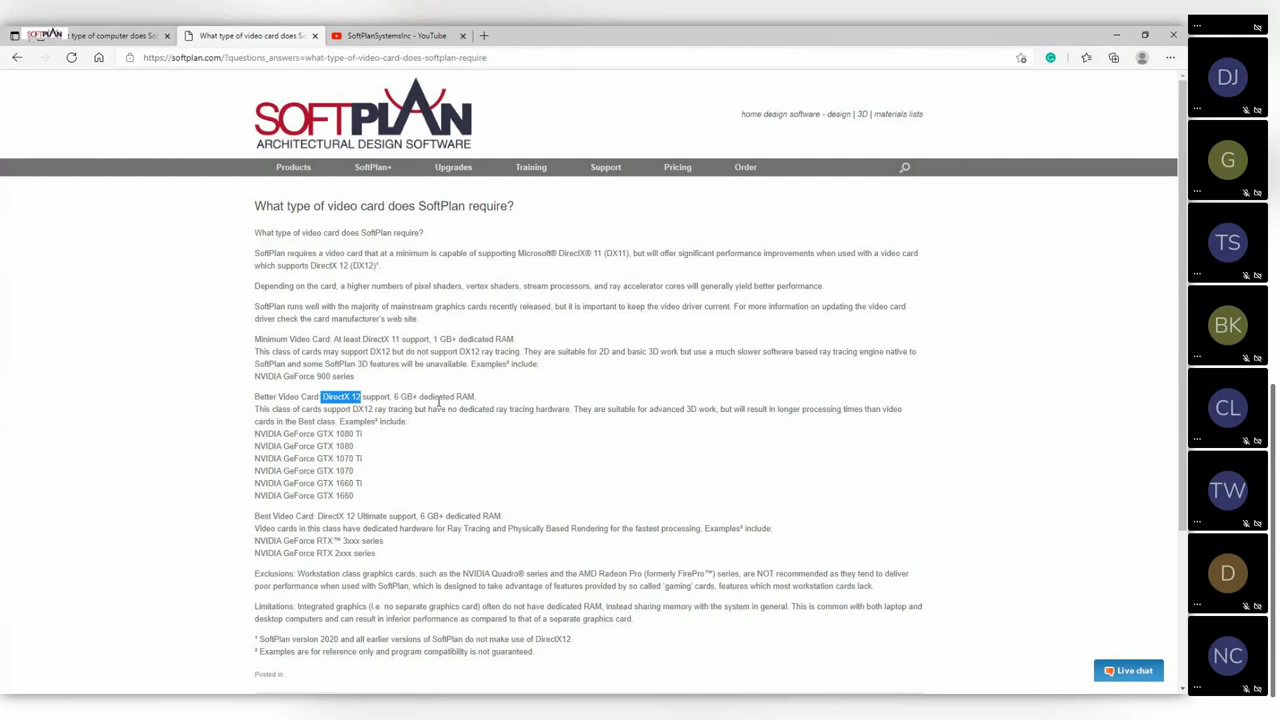 SOFTPLAN
type of computer does So
What type of video card does So
SoftPlanSystemsInc - YouTube
https://softplan.com/?questions_answers=what-type-of-video-card-does-softplan-require
SOFTPLAN
ARCHITECTURAL DESIGN SOFTWARE
home design software - design | 3D | materials lists
Products
SoftPlan+
Upgrades
Training
Support
Pricing
Order
What type of video card does SoftPlan require?
What type of video card does SoftPlan require?
SoftPlan requires a video card that at a minimum is capable of supporting Microsoft® DirectX® 11 (DX11), but will offer significant performance improvements when used with a video card
which supports DirectX 12 (DX12)¹.
Depending on the card, a higher numbers of pixel shaders, vertex shaders, stream processors, and ray accelerator cores will generally yield better performance.
SoftPlan runs well with the majority of mainstream graphics cards recently released, but it is important to keep the video driver current. For more information on updating the video card
driver check the card manufacturer's web site.
Minimum Video Card: At least DirectX 11 support, 1 GB+ dedicated RAM.
This class of cards may support DX12 but do not support DX12 ray tracing. They are suitable for 2D and basic 3D work but use a much slower software based ray tracing engine native to
SoftPlan and some SoftPlan 3D features will be unavailable. Examples² include:
NVIDIA GeForce 900 series
Better Video Card: DirectX 12 support, 6 GB+ dedicated RAM.
This class of cards support DX12 ray tracing but have no dedicated ray tracing hardware. They are suitable for advanced 3D work, but will result in longer processing times than video
cards in the Best class. Examples² include:
NVIDIA GeForce GTX 1080 Ti
NVIDIA GeForce GTX 1080
NVIDIA GeForce GTX 1070 Ti
NVIDIA GeForce GTX 1070
NVIDIA GeForce GTX 1660 Ti
NVIDIA GeForce GTX 1660
Best Video Card: DirectX 12 Ultimate support, 6 GB+ dedicated RAM.
Video cards in this class have dedicated hardware for Ray Tracing and Physically Based Rendering for the fastest processing. Examples² include:
NVIDIA GeForce RTX™ 3xxx series
NVIDIA GeForce RTX 2xxx series
Exclusions: Workstation class graphics cards, such as the NVIDIA Quadro® series and the AMD Radeon Pro (formerly FirePro™) series, are NOT recommended as they tend to deliver
poor performance when used with SoftPlan, which is designed to take advantage of features provided by so called 'gaming' cards, features which most workstation cards lack.
Limitations: Integrated graphics (i.e. no separate graphics card) often do not have dedicated RAM, instead sharing memory with the system in general. This is common with both laptop and
desktop computers and can result in inferior performance as compared to that of a separate graphics card.
¹ SoftPlan version 2020 and all earlier versions of SoftPlan do not make use of DirectX12.
² Examples are for reference only and program compatibility is not guaranteed.
Posted in
Live chat
DJ
G
TS
BK
CL
TW
D
NC